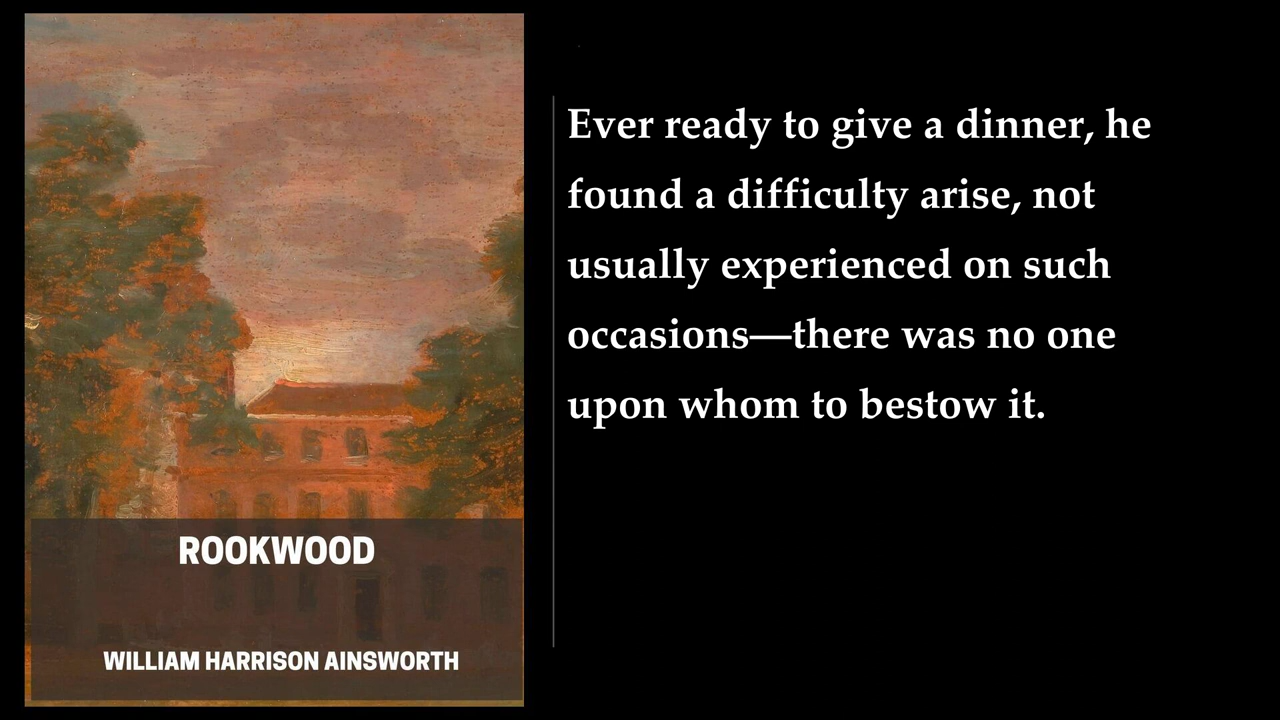 ROOKWOOD
WILLIAM HARRISON AINSWORTH
Ever ready to give a dinner, he
found a difficulty arise, not
usually experienced on such
occasions—there was no one
upon whom to bestow it.